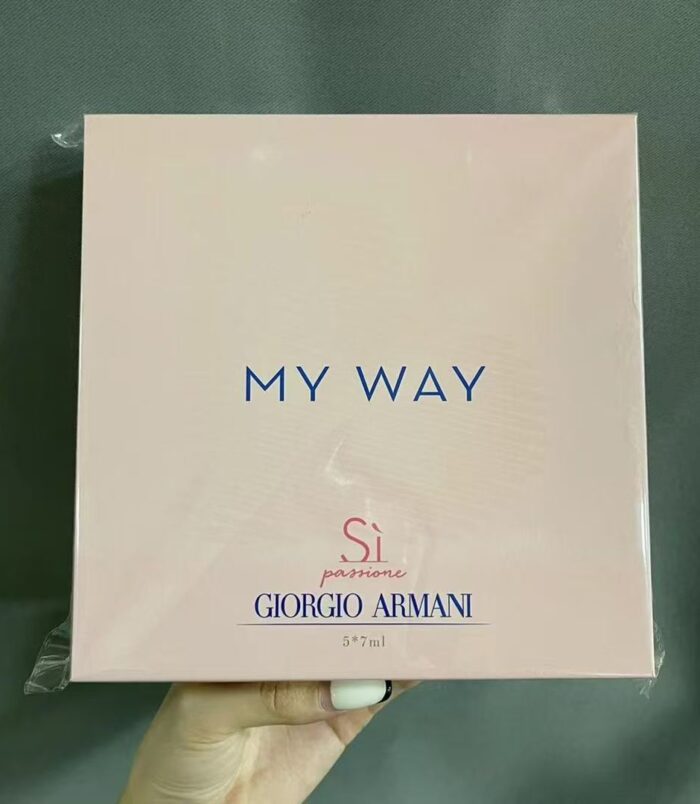 MY WAY
Sì
passione
GIORGIO ARMANI
5*7ml